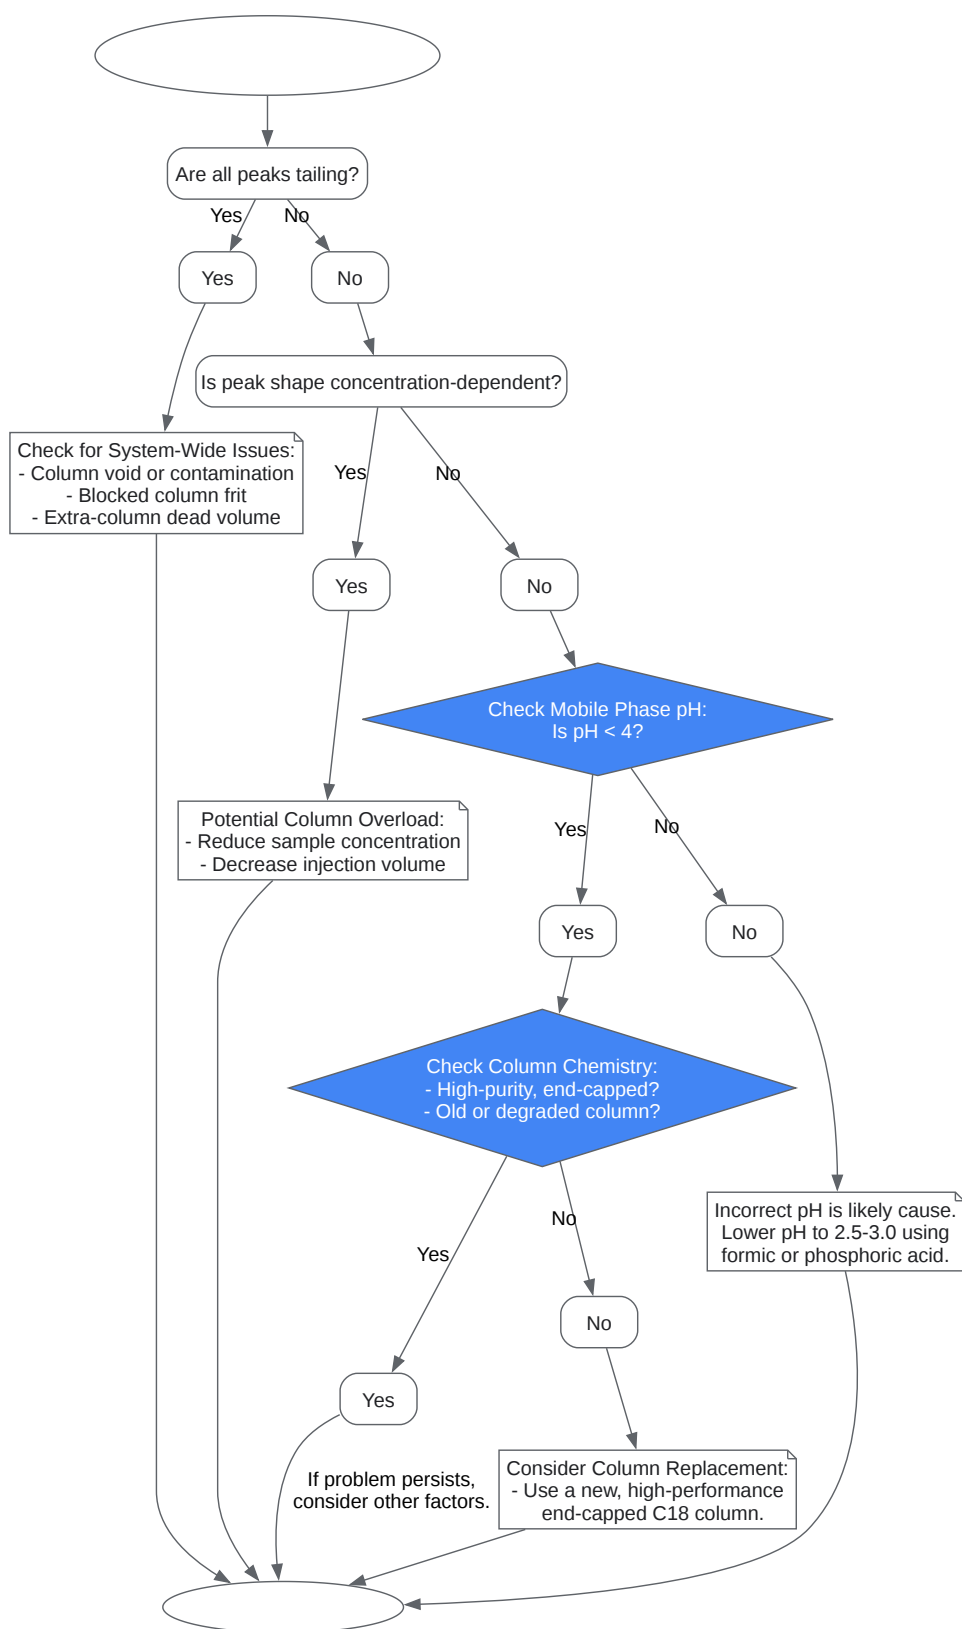 Are all peaks tailing?
Yes
No
Yes
No
Is peak shape concentration-dependent?
Check for System-Wide Issues:
- Column void or contamination
- Blocked column frit
- Extra-column dead volume
Yes
No
Yes
No
Check Mobile Phase pH:
Is pH < 4?
Potential Column Overload:
- Reduce sample concentration
- Decrease injection volume
Yes
No
Yes
No
Check Column Chemistry:
- High-purity, end-capped?
- Old or degraded column?
Incorrect pH is likely cause.
Lower pH to 2.5-3.0 using
formic or phosphoric acid.
Yes
No
No
Yes
If problem persists,
consider other factors.
Consider Column Replacement:
- Use a new, high-performance
end-capped C18 column.